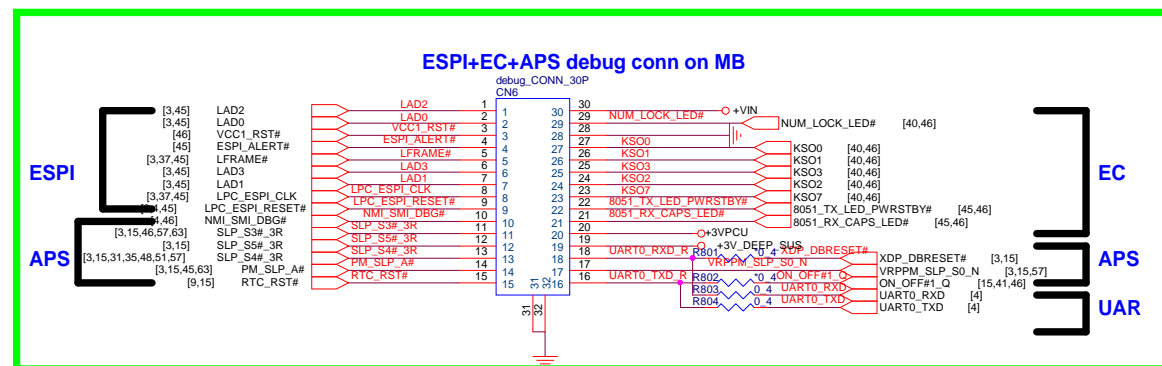 ESPI+EC+APS debug conn on MB
debug_CONN_30P
CN6
ESPI
APS
[3,45] LAD2 LAD2 1 1
[3,45] LAD0 LAD0 2 2
[46] VCC1_RST# VCC1_RST# 3 3
[45] ESPI_ALERT# ESPI_ALERT# 4 4
[3,37,45] LFRAME# LFRAME# 5 5
[3,45] LAD3 LAD3 6 6
[3,45] LAD1 LAD1 7 7
[3,37,45] LPC_ESPI_CLK LPC_ESPI_CLK 8 8
LPC_ESPI_RESET# LPC_ESPI_RESET# 9 9
NMI_SMI_DBG# NMI_SMI_DBG# 10 10
[3,15,46,57,63] SLP_S3#_3R SLP_S3#_3R 11 11
[3,15] SLP_S5#_3R SLP_S5#_3R 12 12
[3,15,31,35,48,51,57] SLP_S4#_3R SLP_S4#_3R 13 13
[3,15,45,63] PM_SLP_A# PM_SLP_A# 14 14
[9,15] RTC_RST# RTC_RST# 15 15
30 30 +VIN
29 29 NUM_LOCK_LED# NUM_LOCK_LED# [40,46]
28 28
27 27 KSO0 KSO0 [40,46]
26 26 KSO1 KSO1 [40,46]
25 25 KSO3 KSO3 [40,46]
24 24 KSO2 KSO2 [40,46]
23 23 KSO7 KSO7 [40,46]
22 22 8051_TX_LED_PWRSTBY# 8051_TX_LED_PWRSTBY# [45,46]
21 21 8051_RX_CAPS_LED# 8051_RX_CAPS_LED# [45,46]
20 20 +3VPCU
19 19 +3V_DEEP_SUS
18 18 UART0_RXD_R R801 *0_4 XDP_DBRESET# XDP_DBRESET# [3,15]
17 17 VRPPM_SLP_S0_N VRPPM_SLP_S0_N [3,15,57]
16 16 UART0_TXD_R R802 *0_4 ON_OFF#1_Q ON_OFF#1_Q [15,41,46]
R803 0_4 UART0_RXD UART0_RXD [4]
R804 0_4 UART0_TXD UART0_TXD [4]
31 32
31 32
EC
APS
UAR